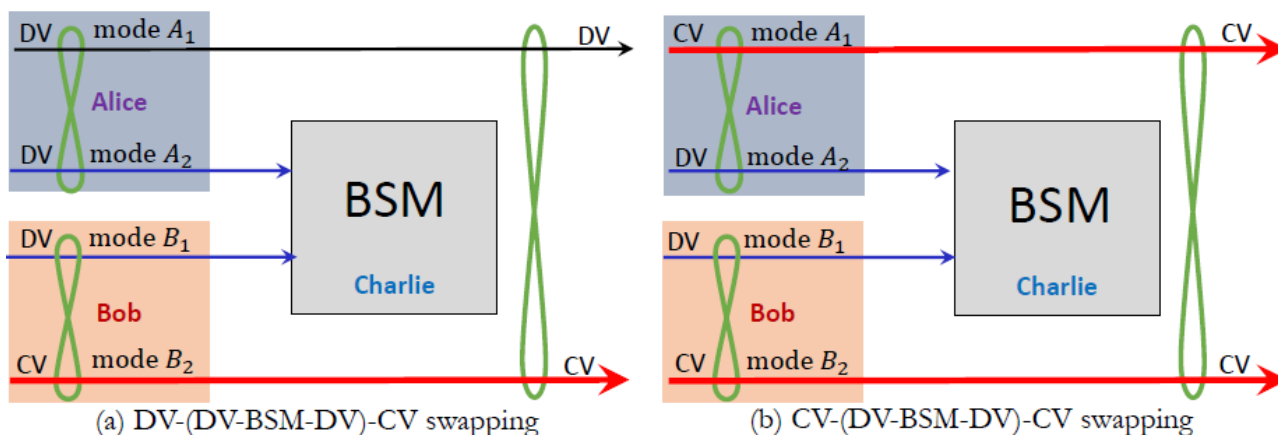 DV mode A₁ DV
Alice
DV mode A₂
BSM
DV mode B₁
Charlie
Bob
CV mode B₂ CV
(a) DV-(DV-BSM-DV)-CV swapping
CV mode A₁ CV
Alice
DV mode A₂
BSM
DV mode B₁
Charlie
Bob
CV mode B₂ CV
(b) CV-(DV-BSM-DV)-CV swapping